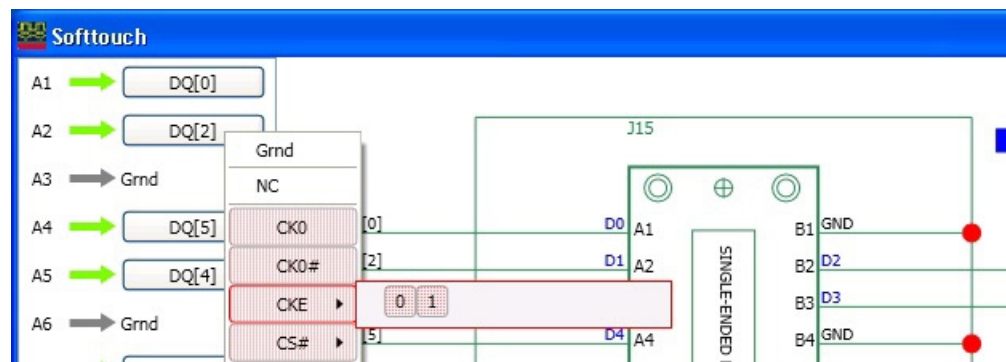 Softtouch
A1 DQ[0]
A2 DQ[2]
A3 Grnd
A4 DQ[5]
A5 DQ[4]
A6 Grnd
Grnd
NC
CK0
CK0#
CKE 0 1
CS#
[0]
[2]
[5]
J15
D0 A1 B1 GND
D1 A2 B2 D2
B3 D3
D4 A4 B4 GND
SINGLE-ENDED